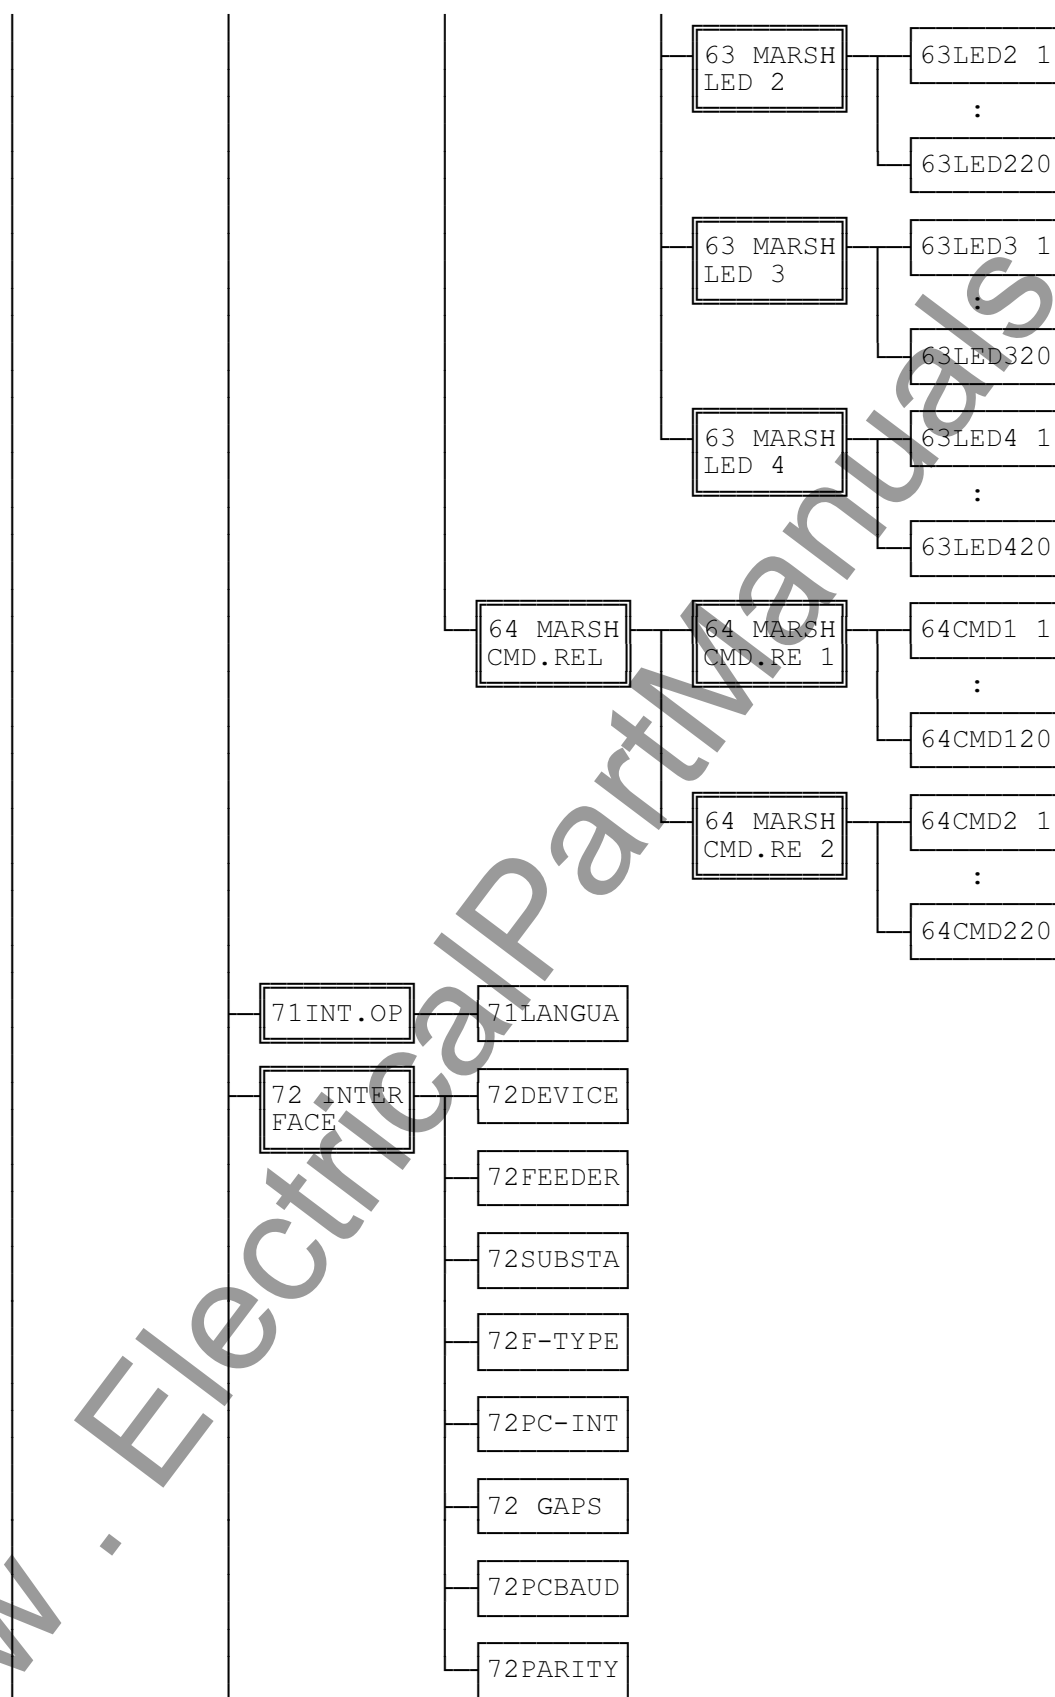 63 MARSH
LED 2
63LED2 1
:
63LED220
63 MARSH
LED 3
63LED3 1
:
63LED320
63 MARSH
LED 4
63LED4 1
:
63LED420
64 MARSH
CMD.REL
64 MARSH
CMD.RE 1
64CMD1 1
:
64CMD120
64 MARSH
CMD.RE 2
64CMD2 1
:
64CMD220
71INT.OP
71LANGUA
72 INTER
FACE
72DEVICE
72FEEDER
72SUBSTA
72F-TYPE
72PC-INT
72 GAPS
72PCBAUD
72PARITY
w . ElectricalPartManuals